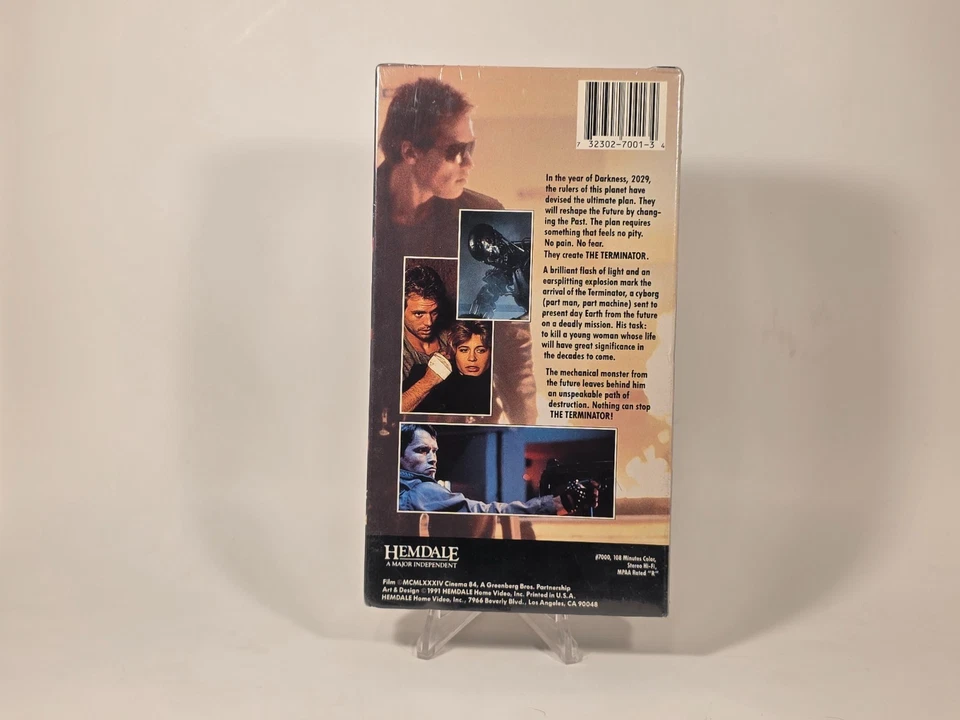 7 32302-7001-3 4
In the year of Darkness, 2029,
the rulers of this planet have
devised the ultimate plan. They
will reshape the Future by chang-
ing the Past. The plan requires
something that feels no pity.
No pain. No fear.
They create THE TERMINATOR.
A brilliant flash of light and an
earsplitting explosion mark the
arrival of the Terminator, a cyborg
(part man, part machine) sent to
present day Earth from the future
on a deadly mission. His task:
to kill a young woman whose life
will have great significance in
the decades to come.
The mechanical monster from
the future leaves behind him
an unspeakable path of
destruction. Nothing can stop
THE TERMINATOR!
HEMDALE
A MAJOR INDEPENDENT
#7000, 108 Minutes Color,
Stereo Hi-Fi,
MPAA Rated "R"
Film ©MCMLXXXIV Cinema 84, A Greenberg Bros. Partnership
Art & Design ©1991 HEMDALE Home Video, Inc. Printed in U.S.A.
HEMDALE Home Video, Inc., 7966 Beverly Blvd., Los Angeles, CA 90048